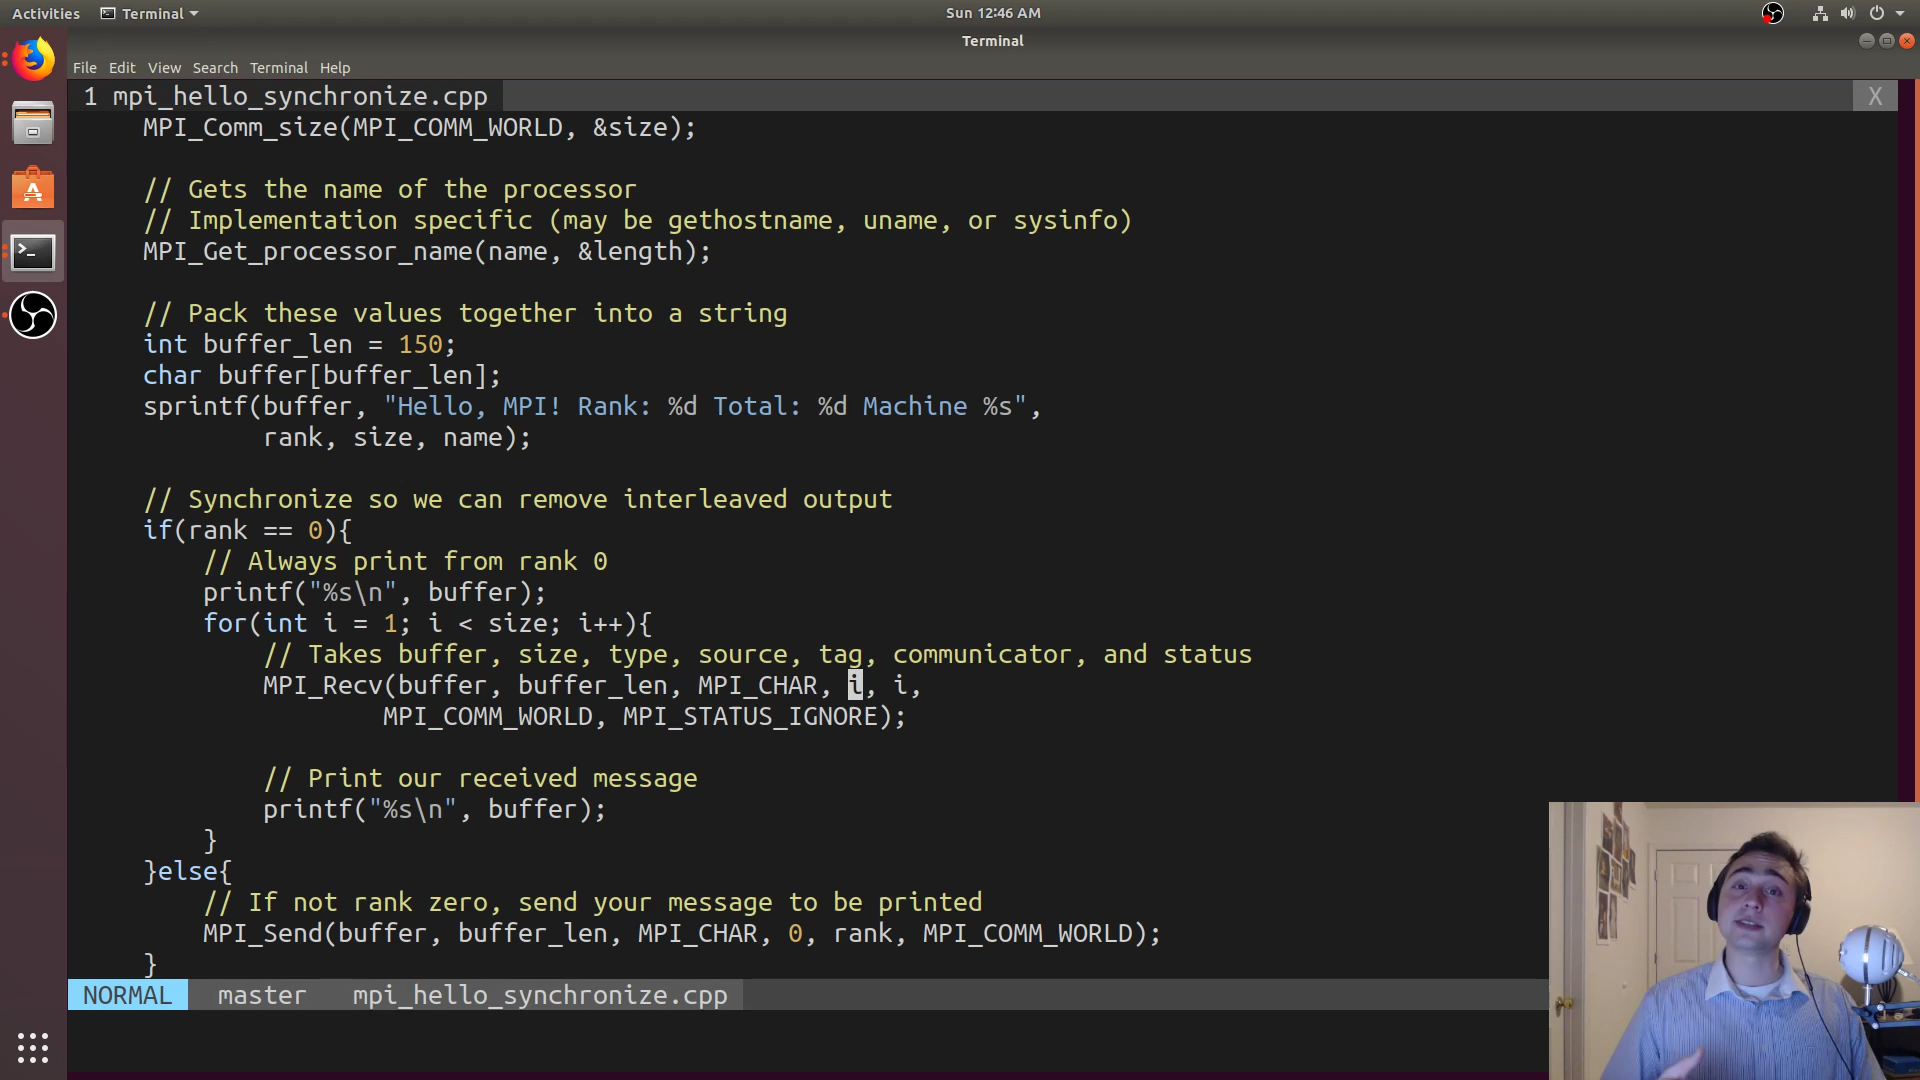 Activities Terminal Sun 12:46 AM
Terminal
File Edit View Search Terminal Help
1 mpi_hello_synchronize.cpp X
MPI_Comm_size(MPI_COMM_WORLD, &size);
// Gets the name of the processor
// Implementation specific (may be gethostname, uname, or sysinfo)
MPI_Get_processor_name(name, &length);
// Pack these values together into a string
int buffer_len = 150;
char buffer[buffer_len];
sprintf(buffer, "Hello, MPI! Rank: %d Total: %d Machine %s",
rank, size, name);
// Synchronize so we can remove interleaved output
if(rank == 0){
// Always print from rank 0
printf("%s\n", buffer);
for(int i = 1; i < size; i++){
// Takes buffer, size, type, source, tag, communicator, and status
MPI_Recv(buffer, buffer_len, MPI_CHAR, i, i,
MPI_COMM_WORLD, MPI_STATUS_IGNORE);
// Print our received message
printf("%s\n", buffer);
}
}else{
// If not rank zero, send your message to be printed
MPI_Send(buffer, buffer_len, MPI_CHAR, 0, rank, MPI_COMM_WORLD);
}
NORMAL master mpi_hello_synchronize.cpp